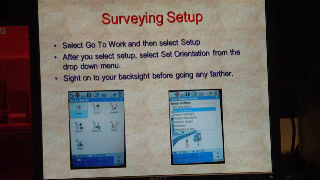 Surveying Setup
• Select Go To Work and then select Setup
• After you select setup, select Set Orientation from the
drop down menu.
• Sight on to your backsight before going any farther.